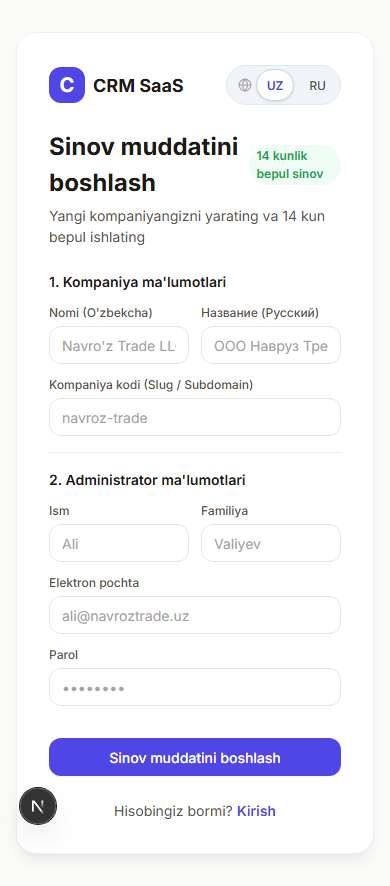 C CRM SaaS
UZ RU
Sinov muddatini
boshlash
14 kunlik
bepul sinov
Yangi kompaniyangizni yarating va 14 kun
bepul ishlating
1. Kompaniya ma'lumotlari
Nomi (O'zbekcha) Название (Русский)
Navro'z Trade LL ООО Навруз Тре
Kompaniya kodi (Slug / Subdomain)
navroz-trade
2. Administrator ma'lumotlari
Ism Familiya
Ali Valiyev
Elektron pochta
ali@navroztrade.uz
Parol
••••••••
Sinov muddatini boshlash
N
Hisobingiz bormi? Kirish